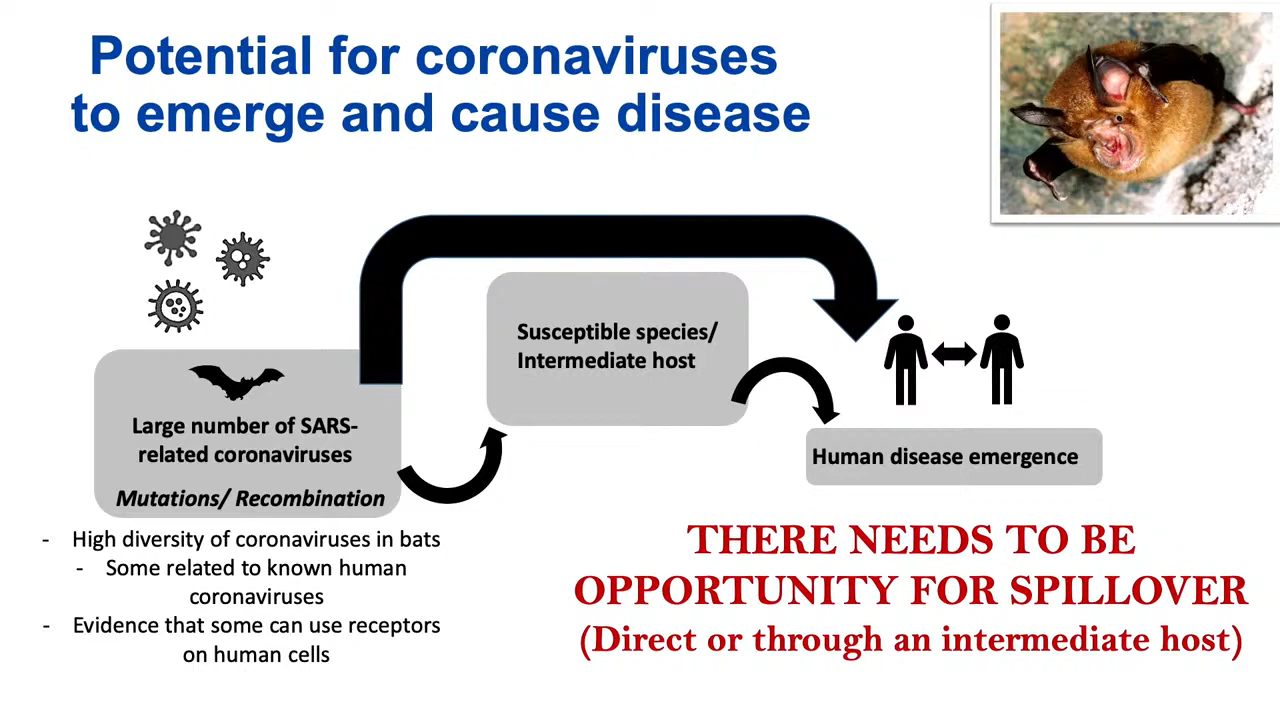 Potential for coronaviruses
to emerge and cause disease
Susceptible species/
Intermediate host
Large number of SARS-
related coronaviruses
Mutations/ Recombination
Human disease emergence
- High diversity of coronaviruses in bats
- Some related to known human
coronaviruses
- Evidence that some can use receptors
on human cells
THERE NEEDS TO BE
OPPORTUNITY FOR SPILLOVER
(Direct or through an intermediate host)